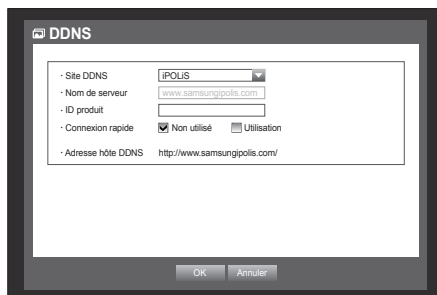 DDNS
· Site DDNS iPOLiS
· Nom de serveur www.samsungipolis.com
· ID produit
· Connexion rapide Non utilisé Utilisation
· Adresse hôte DDNS http://www.samsungipolis.com/
OK Annuler